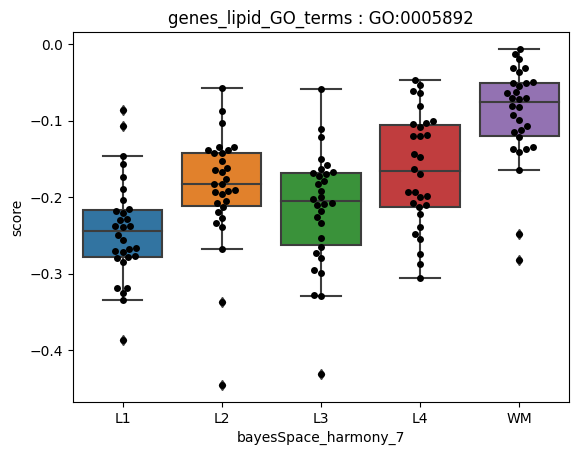 genes_lipid_GO_terms : GO:0005892
0.0
−0.1
−0.2
−0.3
−0.4
score
L1 L2 L3 L4 WM
bayesSpace_harmony_7